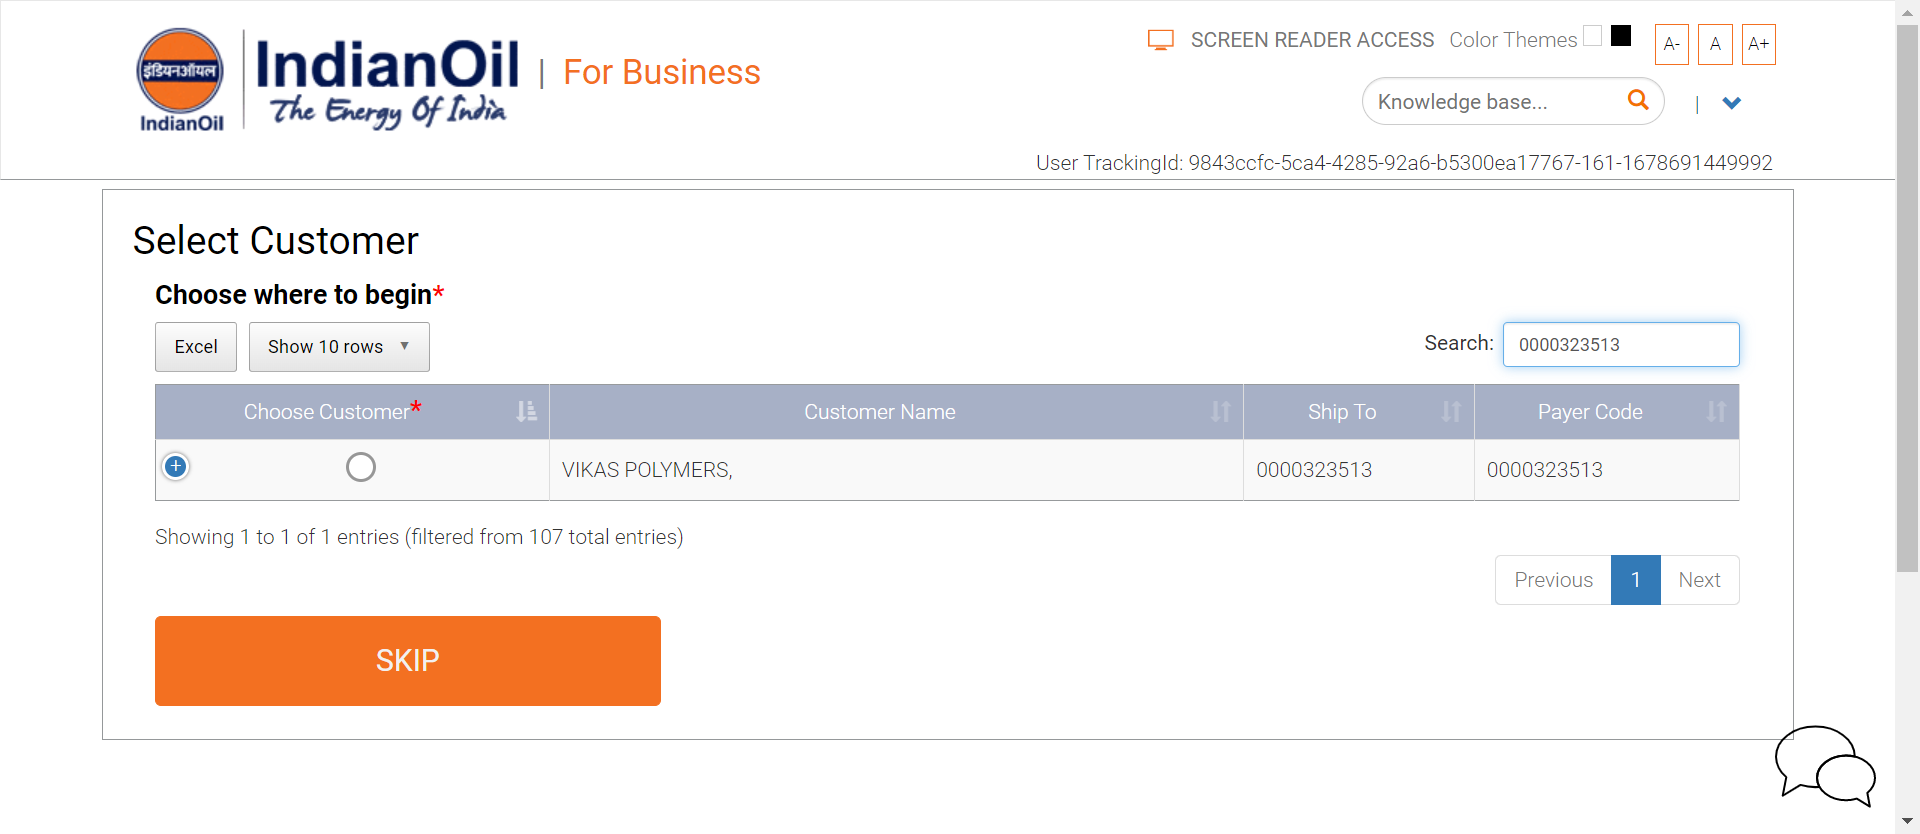 इंडियनऑयल
IndianOil
IndianOil
The Energy Of India
| For Business
SCREEN READER ACCESS Color Themes A- A A+
Knowledge base... |
User TrackingId: 9843ccfc-5ca4-4285-92a6-b5300ea17767-161-1678691449992
Select Customer
Choose where to begin*
Excel Show 10 rows Search: 0000323513
Choose Customer* Customer Name Ship To Payer Code
VIKAS POLYMERS, 0000323513 0000323513
Showing 1 to 1 of 1 entries (filtered from 107 total entries)
Previous 1 Next
SKIP